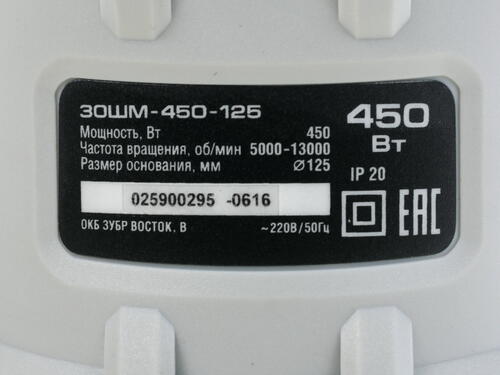 ЗОШМ-450-125
450
Вт
Мощность, Вт 450
Частота вращения, об/мин 5000-13000
Размер основания, мм ⌀125
IP 20
025900295 -0616
EAC
ОКБ ЗУБР ВОСТОК. В ~220В/50Гц